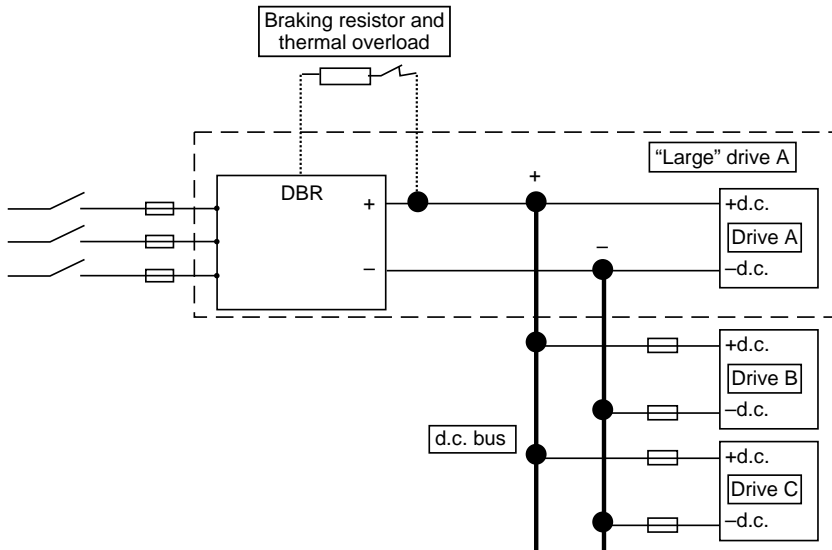 Braking resistor and
thermal overload
“Large” drive A
DBR
+
+
+d.c.
Drive A
–
–
–d.c.
+d.c.
Drive B
–d.c.
d.c. bus
+d.c.
Drive C
–d.c.